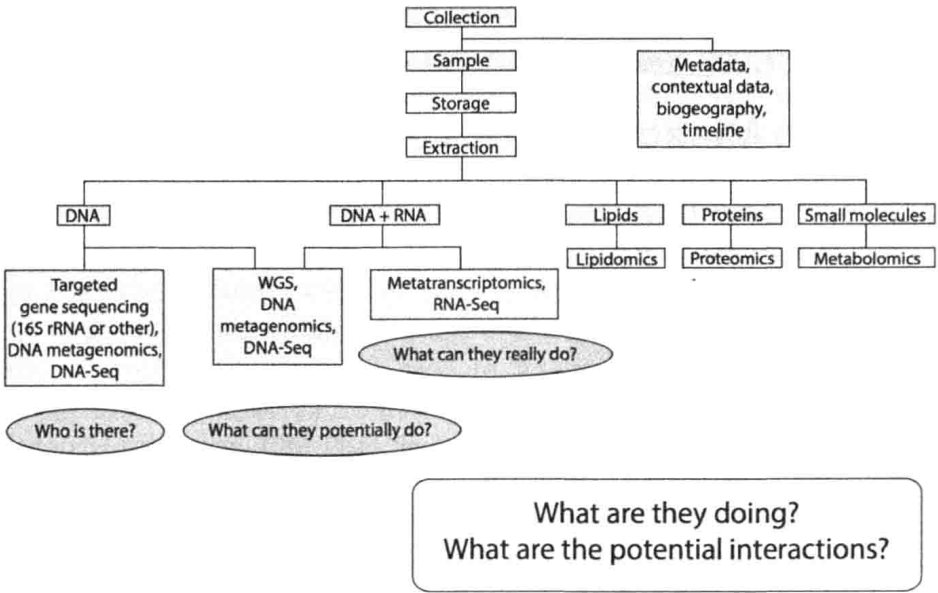 Collection
Sample
Metadata,
contextual data,
biogeography,
timeline
Storage
Extraction
DNA
DNA + RNA
Lipids
Proteins
Small molecules
Lipidomics
Proteomics
Metabolomics
Targeted
gene sequencing
(16S rRNA or other),
DNA metagenomics,
DNA-Seq
WGS,
DNA
metagenomics,
DNA-Seq
Metatranscriptomics,
RNA-Seq
What can they really do?
Who is there?
What can they potentially do?
What are they doing?
What are the potential interactions?